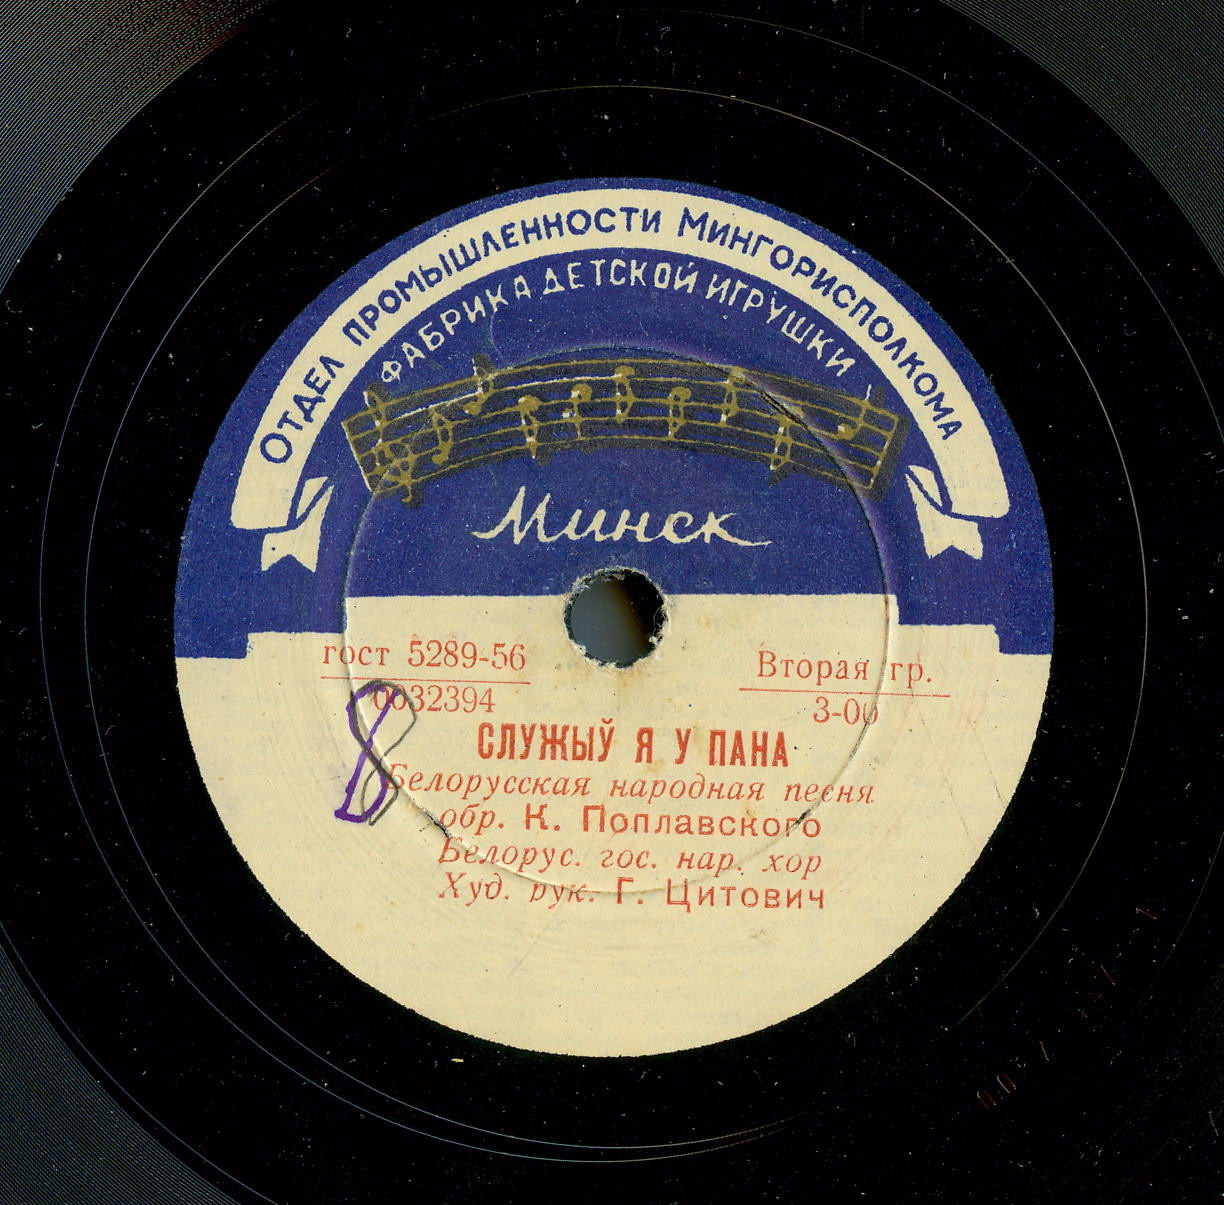 Отдел промышленности Мингорисполкома
ФАБРИКА ДЕТСКОЙ ИГРУШКИ
Минск
гост 5289-56
0032394
Вторая гр.
3-00
8
СЛУЖЫЎ Я У ПАНА
Белорусская народная песня
обр. К. Поплавского
Белорус. гос. нар. хор
Худ. рук. Г. Цитович